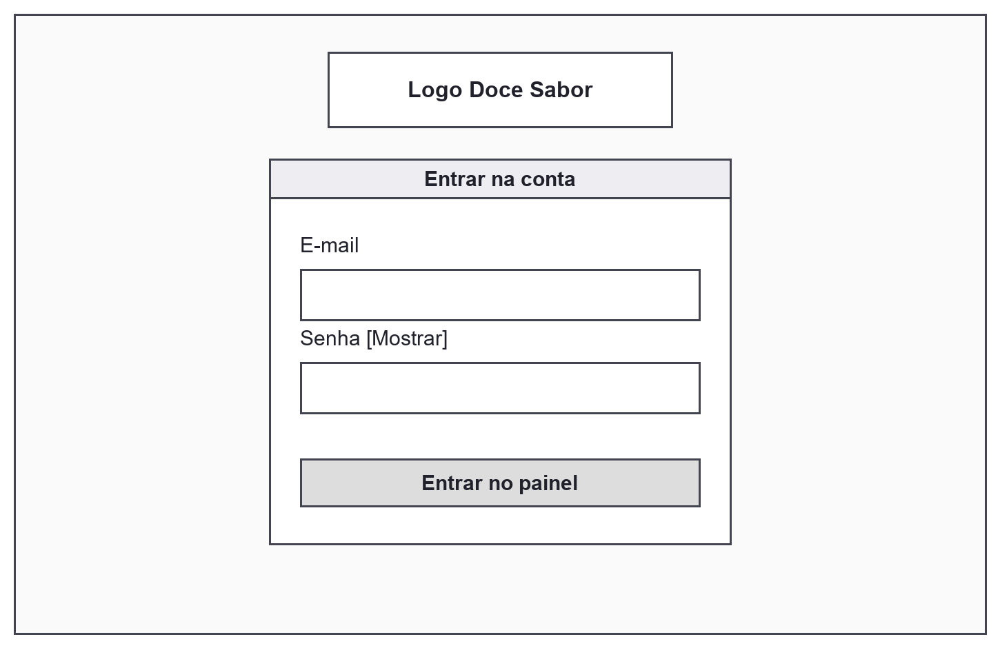 Logo Doce Sabor
Entrar na conta
E-mail
Senha [Mostrar]
Entrar no painel